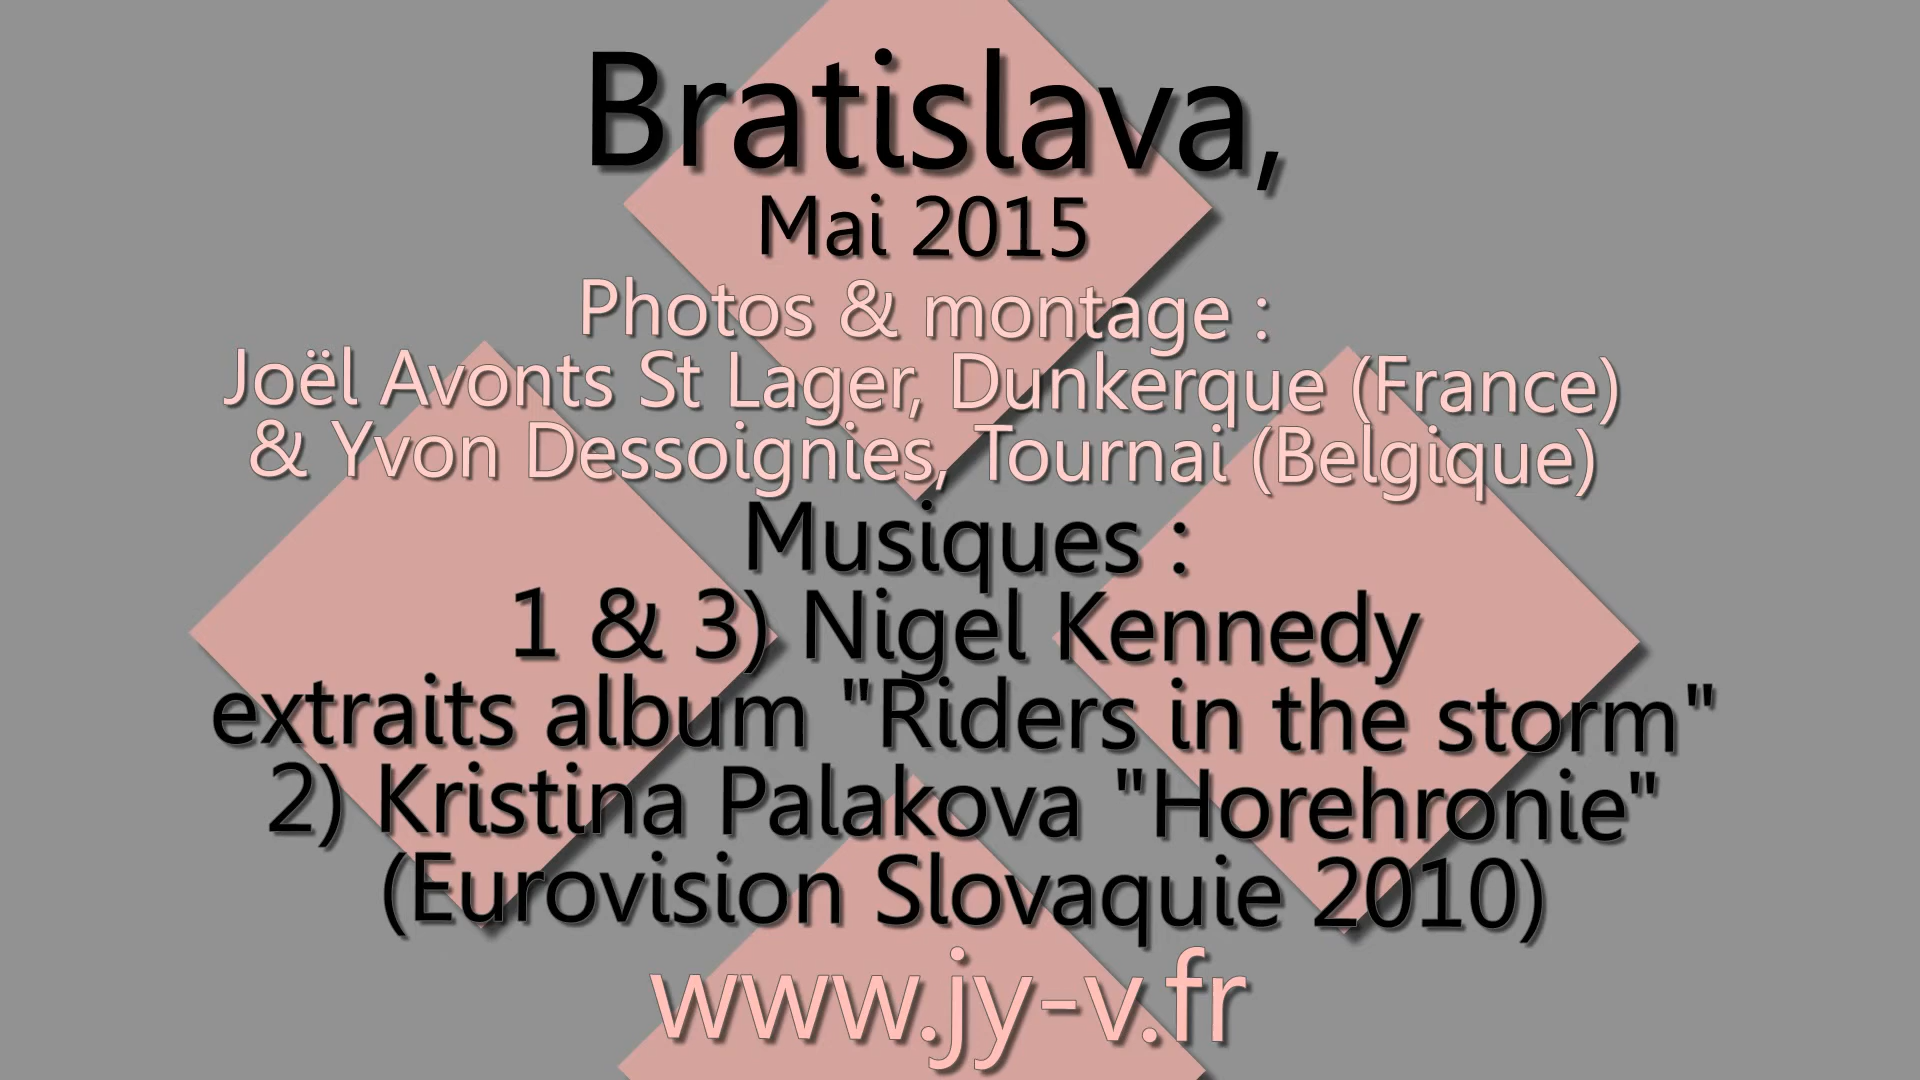 Bratislava,
Mai 2015
Photos & montage :
Joël Avonts St Lager, Dunkerque (France)
& Yvon Dessoignies, Tournai (Belgique)
Musiques :
1 & 3) Nigel Kennedy
extraits album "Riders in the storm"
2) Kristina Palakova "Horehronie"
(Eurovision Slovaquie 2010)
www.jy-v.fr